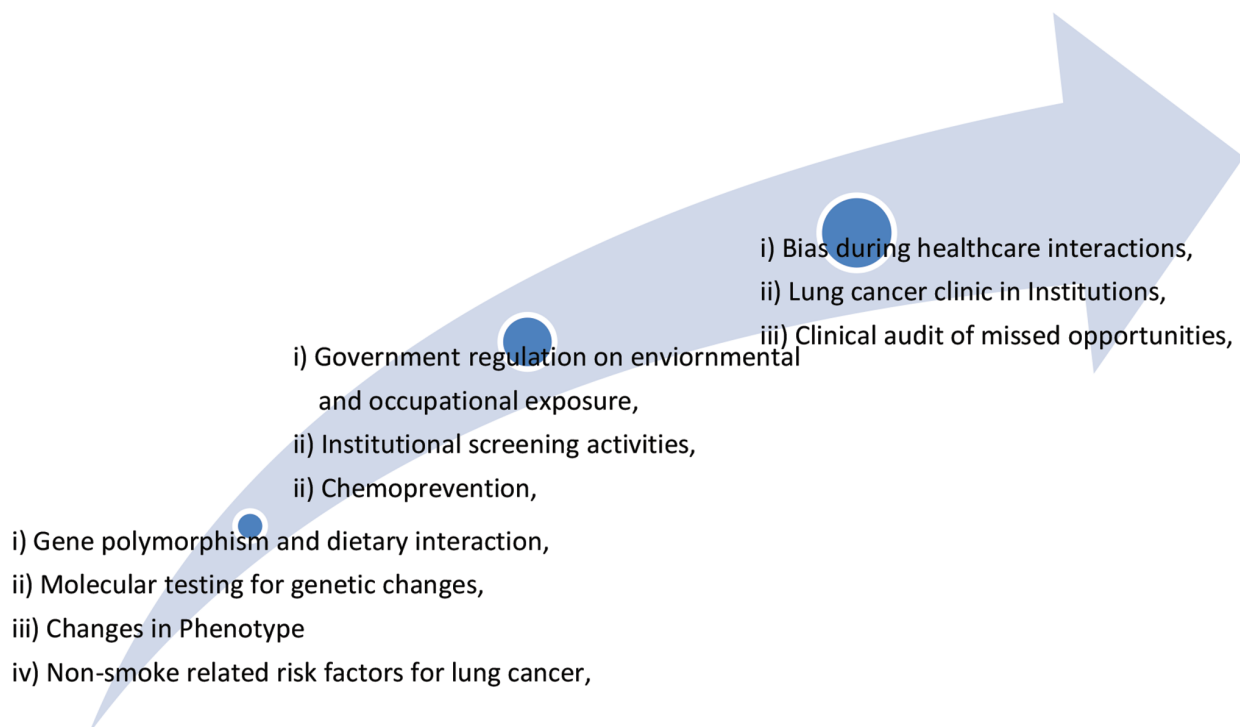 i) Bias during healthcare interactions,
ii) Lung cancer clinic in Institutions,
iii) Clinical audit of missed opportunities,
i) Government regulation on enviornmental
and occupational exposure,
ii) Institutional screening activities,
ii) Chemoprevention,
i) Gene polymorphism and dietary interaction,
ii) Molecular testing for genetic changes,
iii) Changes in Phenotype
iv) Non-smoke related risk factors for lung cancer,